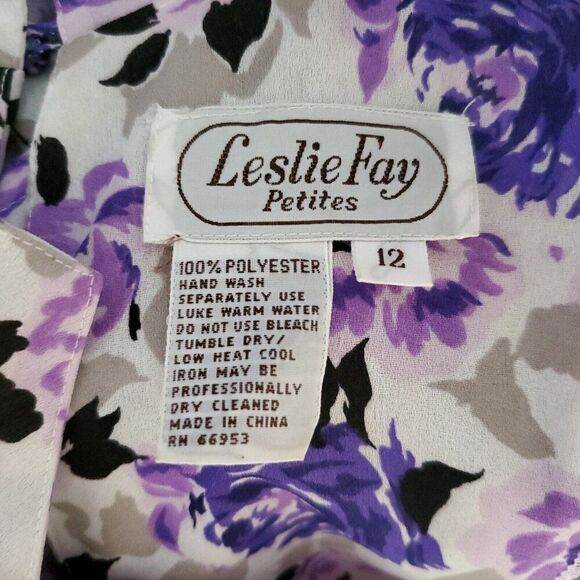 Leslie Fay
Petites
12
100% POLYESTER
HAND WASH
SEPARATELY USE
LUKE WARM WATER
DO NOT USE BLEACH
TUMBLE DRY/
LOW HEAT COOL
IRON MAY BE
PROFESSIONALLY
DRY CLEANED
MADE IN CHINA
RN 66953